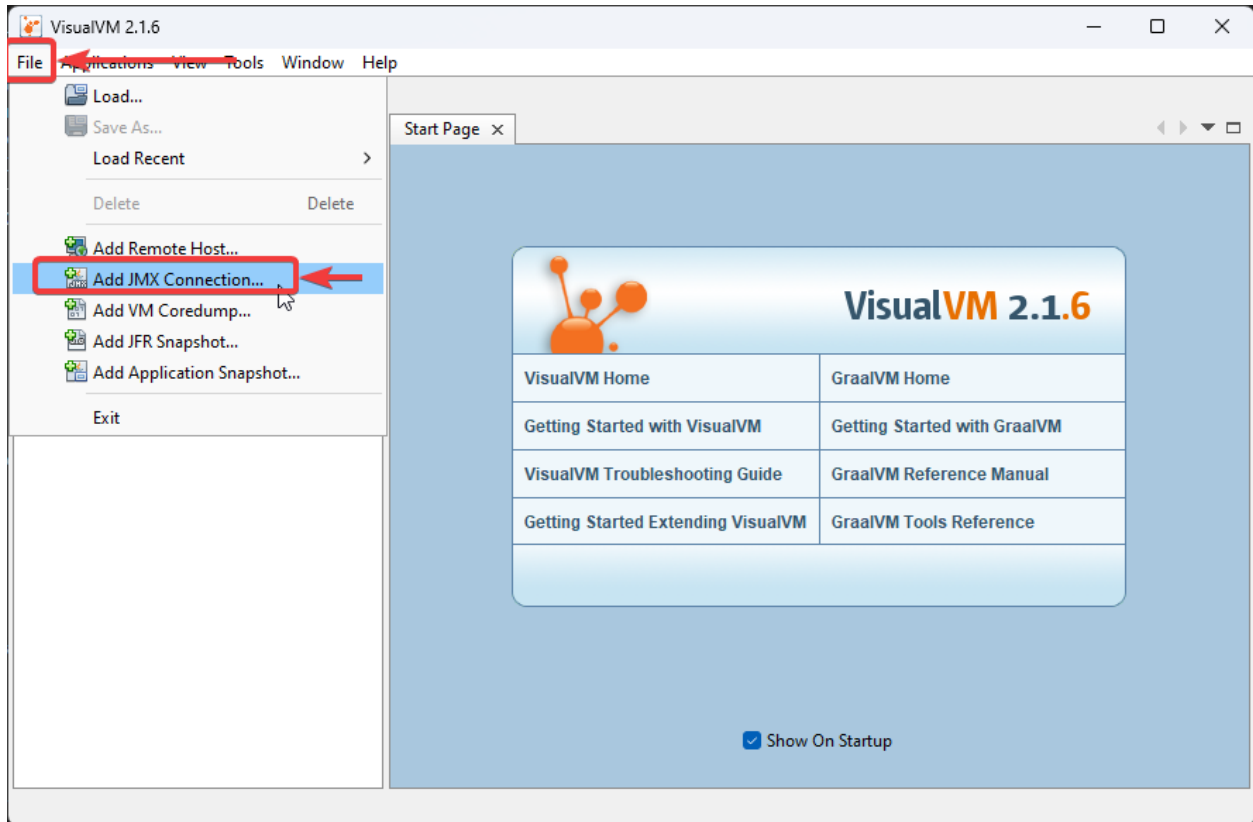 VisualVM 2.1.6
File Applications View Tools Window Help
Load...
Save As...
Load Recent
Delete Delete
Add Remote Host...
Add JMX Connection...
Add VM Coredump...
Add JFR Snapshot...
Add Application Snapshot...
Exit
Start Page
VisualVM 2.1.6
VisualVM Home GraalVM Home
Getting Started with VisualVM Getting Started with GraalVM
VisualVM Troubleshooting Guide GraalVM Reference Manual
Getting Started Extending VisualVM GraalVM Tools Reference
Show On Startup